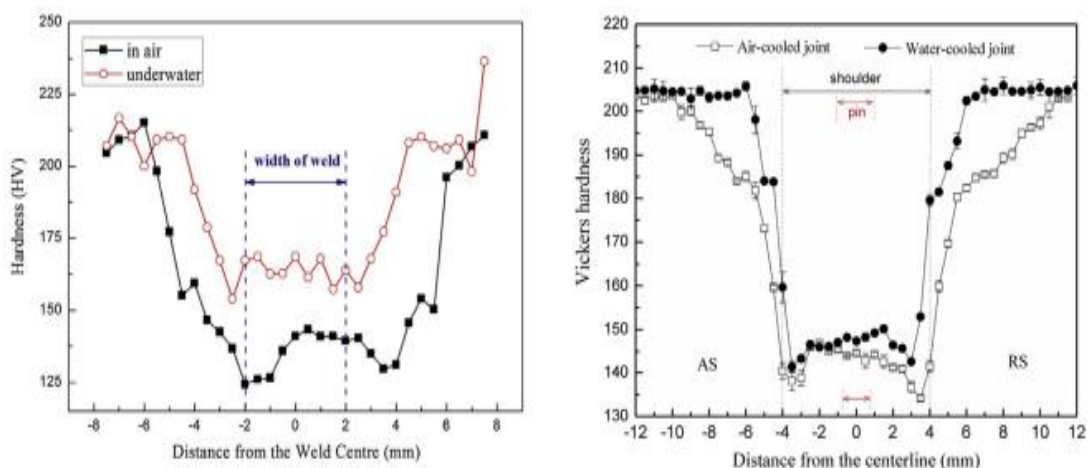 250
225
200
175
150
125
Hardness (HV)
in air
underwater
width of weld
-8
-6
-4
-2
0
2
4
6
8
Distance from the Weld Centre (mm)
220
210
200
190
180
170
160
150
140
130
Vickers hardness
Air-cooled joint
Water-cooled joint
shoulder
pin
AS
RS
-12
-10
-8
-6
-4
-2
0
2
4
6
8
10
12
Distance from the centerline (mm)